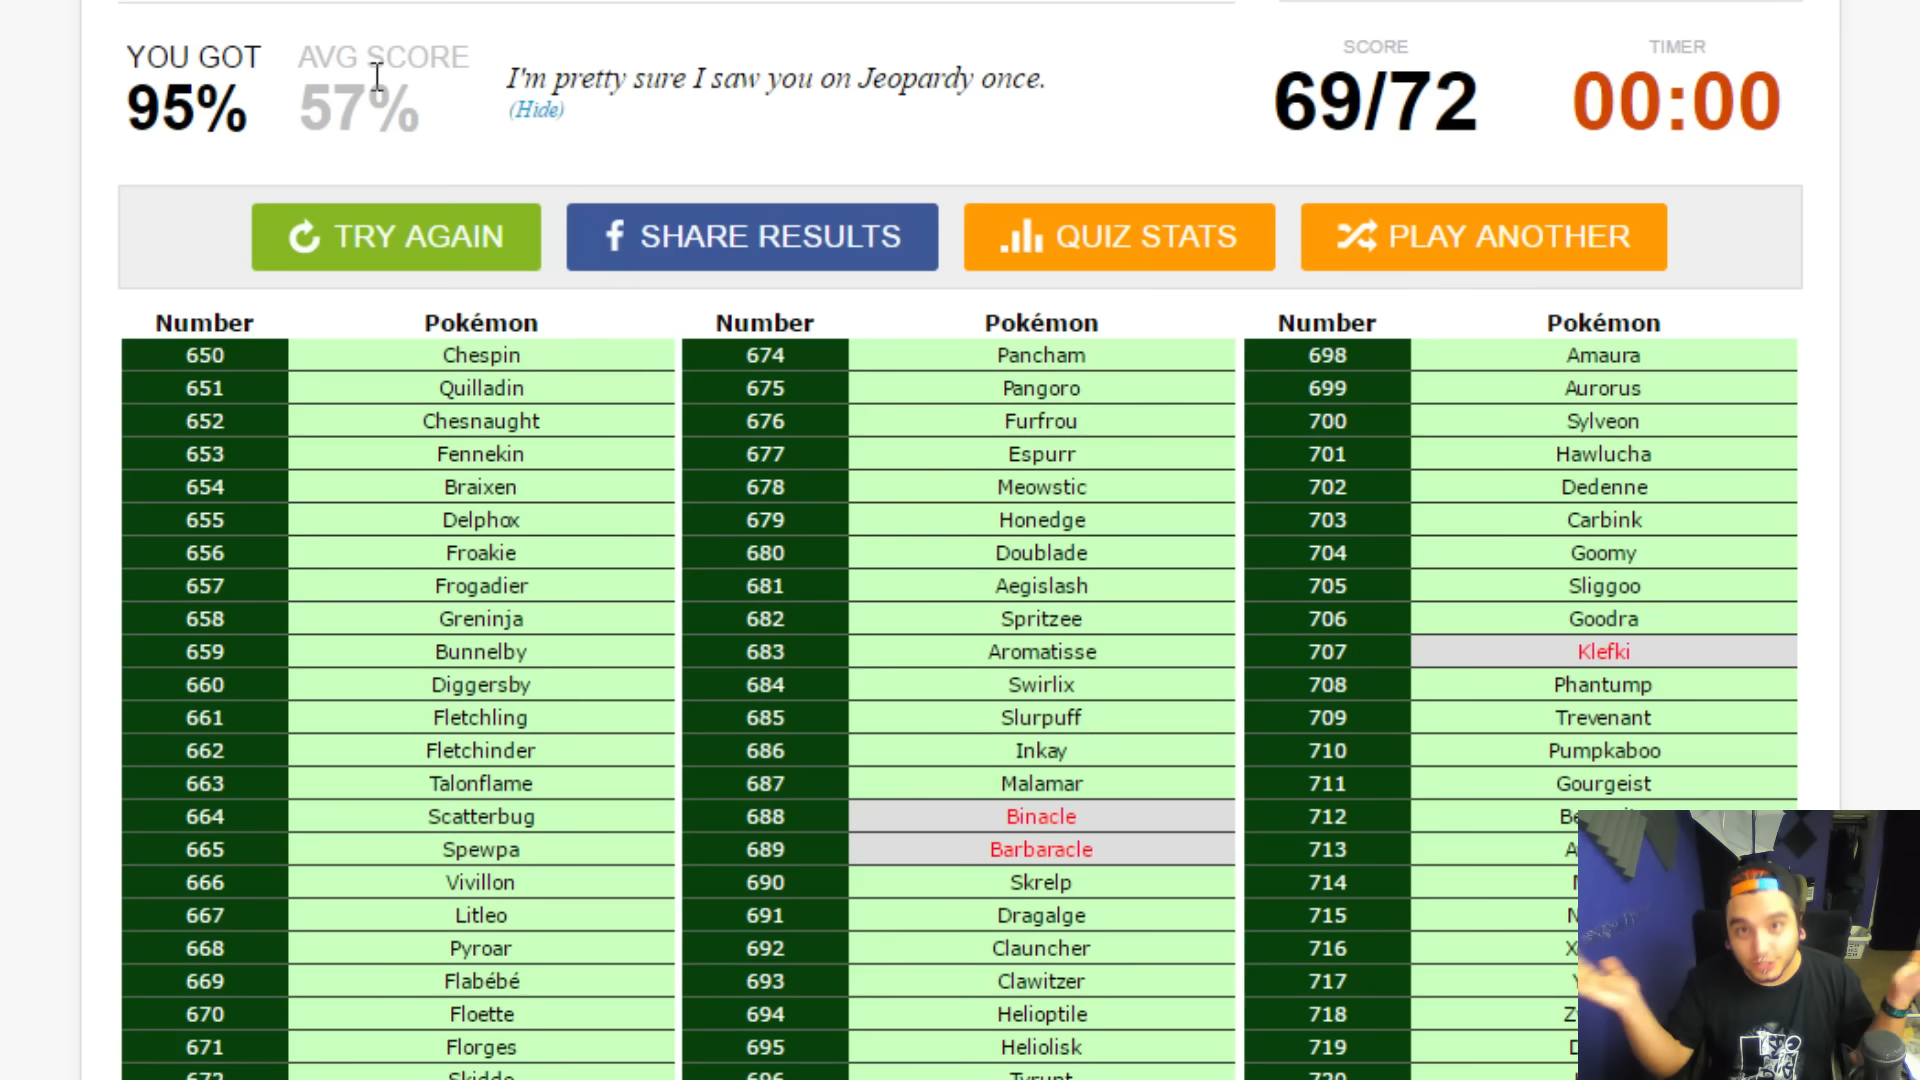 YOU GOT AVG SCORE
95% 57%
I'm pretty sure I saw you on Jeopardy once.
(Hide)
SCORE TIMER
69/72 00:00
TRY AGAIN SHARE RESULTS QUIZ STATS PLAY ANOTHER
Number Pokémon Number Pokémon Number Pokémon
650 Chespin 674 Pancham 698 Amaura
651 Quilladin 675 Pangoro 699 Aurorus
652 Chesnaught 676 Furfrou 700 Sylveon
653 Fennekin 677 Espurr 701 Hawlucha
654 Braixen 678 Meowstic 702 Dedenne
655 Delphox 679 Honedge 703 Carbink
656 Froakie 680 Doublade 704 Goomy
657 Frogadier 681 Aegislash 705 Sliggoo
658 Greninja 682 Spritzee 706 Goodra
659 Bunnelby 683 Aromatisse 707 Klefki
660 Diggersby 684 Swirlix 708 Phantump
661 Fletchling 685 Slurpuff 709 Trevenant
662 Fletchinder 686 Inkay 710 Pumpkaboo
663 Talonflame 687 Malamar 711 Gourgeist
664 Scatterbug 688 Binacle 712
665 Spewpa 689 Barbaracle 713
666 Vivillon 690 Skrelp 714
667 Litleo 691 Dragalge 715
668 Pyroar 692 Clauncher 716
669 Flabébé 693 Clawitzer 717
670 Floette 694 Helioptile 718
671 Florges 695 Heliolisk 719
672 Skiddo 696 Tyrunt 720